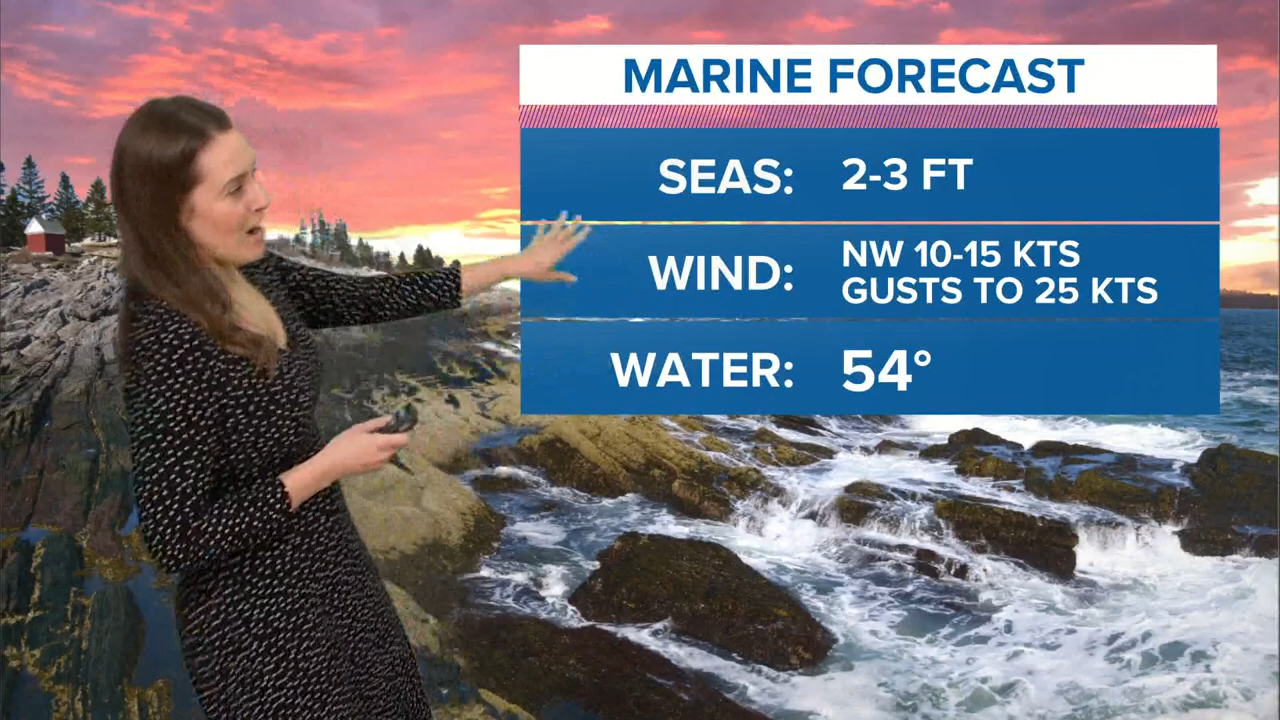 MARINE FORECAST
SEAS: 2-3 FT
WIND: NW 10-15 KTS
GUSTS TO 25 KTS
WATER: 54°